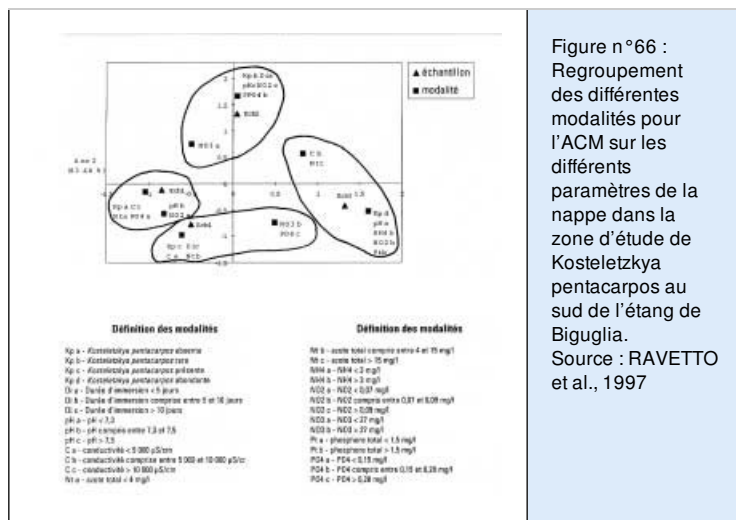 échantillon
modalité
NO3 b
PO4 c
Définition des modalités
Kp a - Kosteletzkya pentacarpos absente
Kp b - Kosteletzkya pentacarpos rare
Kp c - Kosteletzkya pentacarpos présente
Kp d - Kosteletzkya pentacarpos abondante
Di a - Durée d'immersion < 5 jours
Di b - Durée d'immersion comprise entre 5 et 10 jours
Di c - Durée d'immersion > 10 jours
pH a - pH < 7,3
pH b - pH compris entre 7,3 et 7,5
pH c - pH > 7,5
C a - conductivité < 5 000 µS/cm
C b - conductivité comprise entre 5 000 et 10 000 µS/cr
C c - conductivité > 10 000 µS/cm
Nt a - azote total < 4 mg/l
Définition des modalités
Nt b - azote total compris entre 4 et 15 mg/l
Nt c - azote total > 15 mg/l
NH4 a - NH4 < 3 mg/l
NH4 b - NH4 > 3 mg/l
NO2 a - NO2 < 0,07 mg/l
NO2 b - NO2 compris entre 0,07 et 0,09 mg/l
NO2 c - NO2 > 0,09 mg/l
NO3 a - NO3 < 27 mg/l
NO3 b - NO3 > 27 mg/l
Pt a - phosphore total < 1,5 mg/l
Pt b - phosphore total > 1,5 mg/l
PO4 a - PO4 < 0,15 mg/l
PO4 b - PO4 compris entre 0,15 et 0,28 mg/l
PO4 c - PO4 > 0,28 mg/l
Figure n°66 :
Regroupement
des différentes
modalités pour
l'ACM sur les
différents
paramètres de la
nappe dans la
zone d'étude de
Kosteletzkya
pentacarpos au
sud de l'étang de
Biguglia.
Source : RAVETTO
et al., 1997